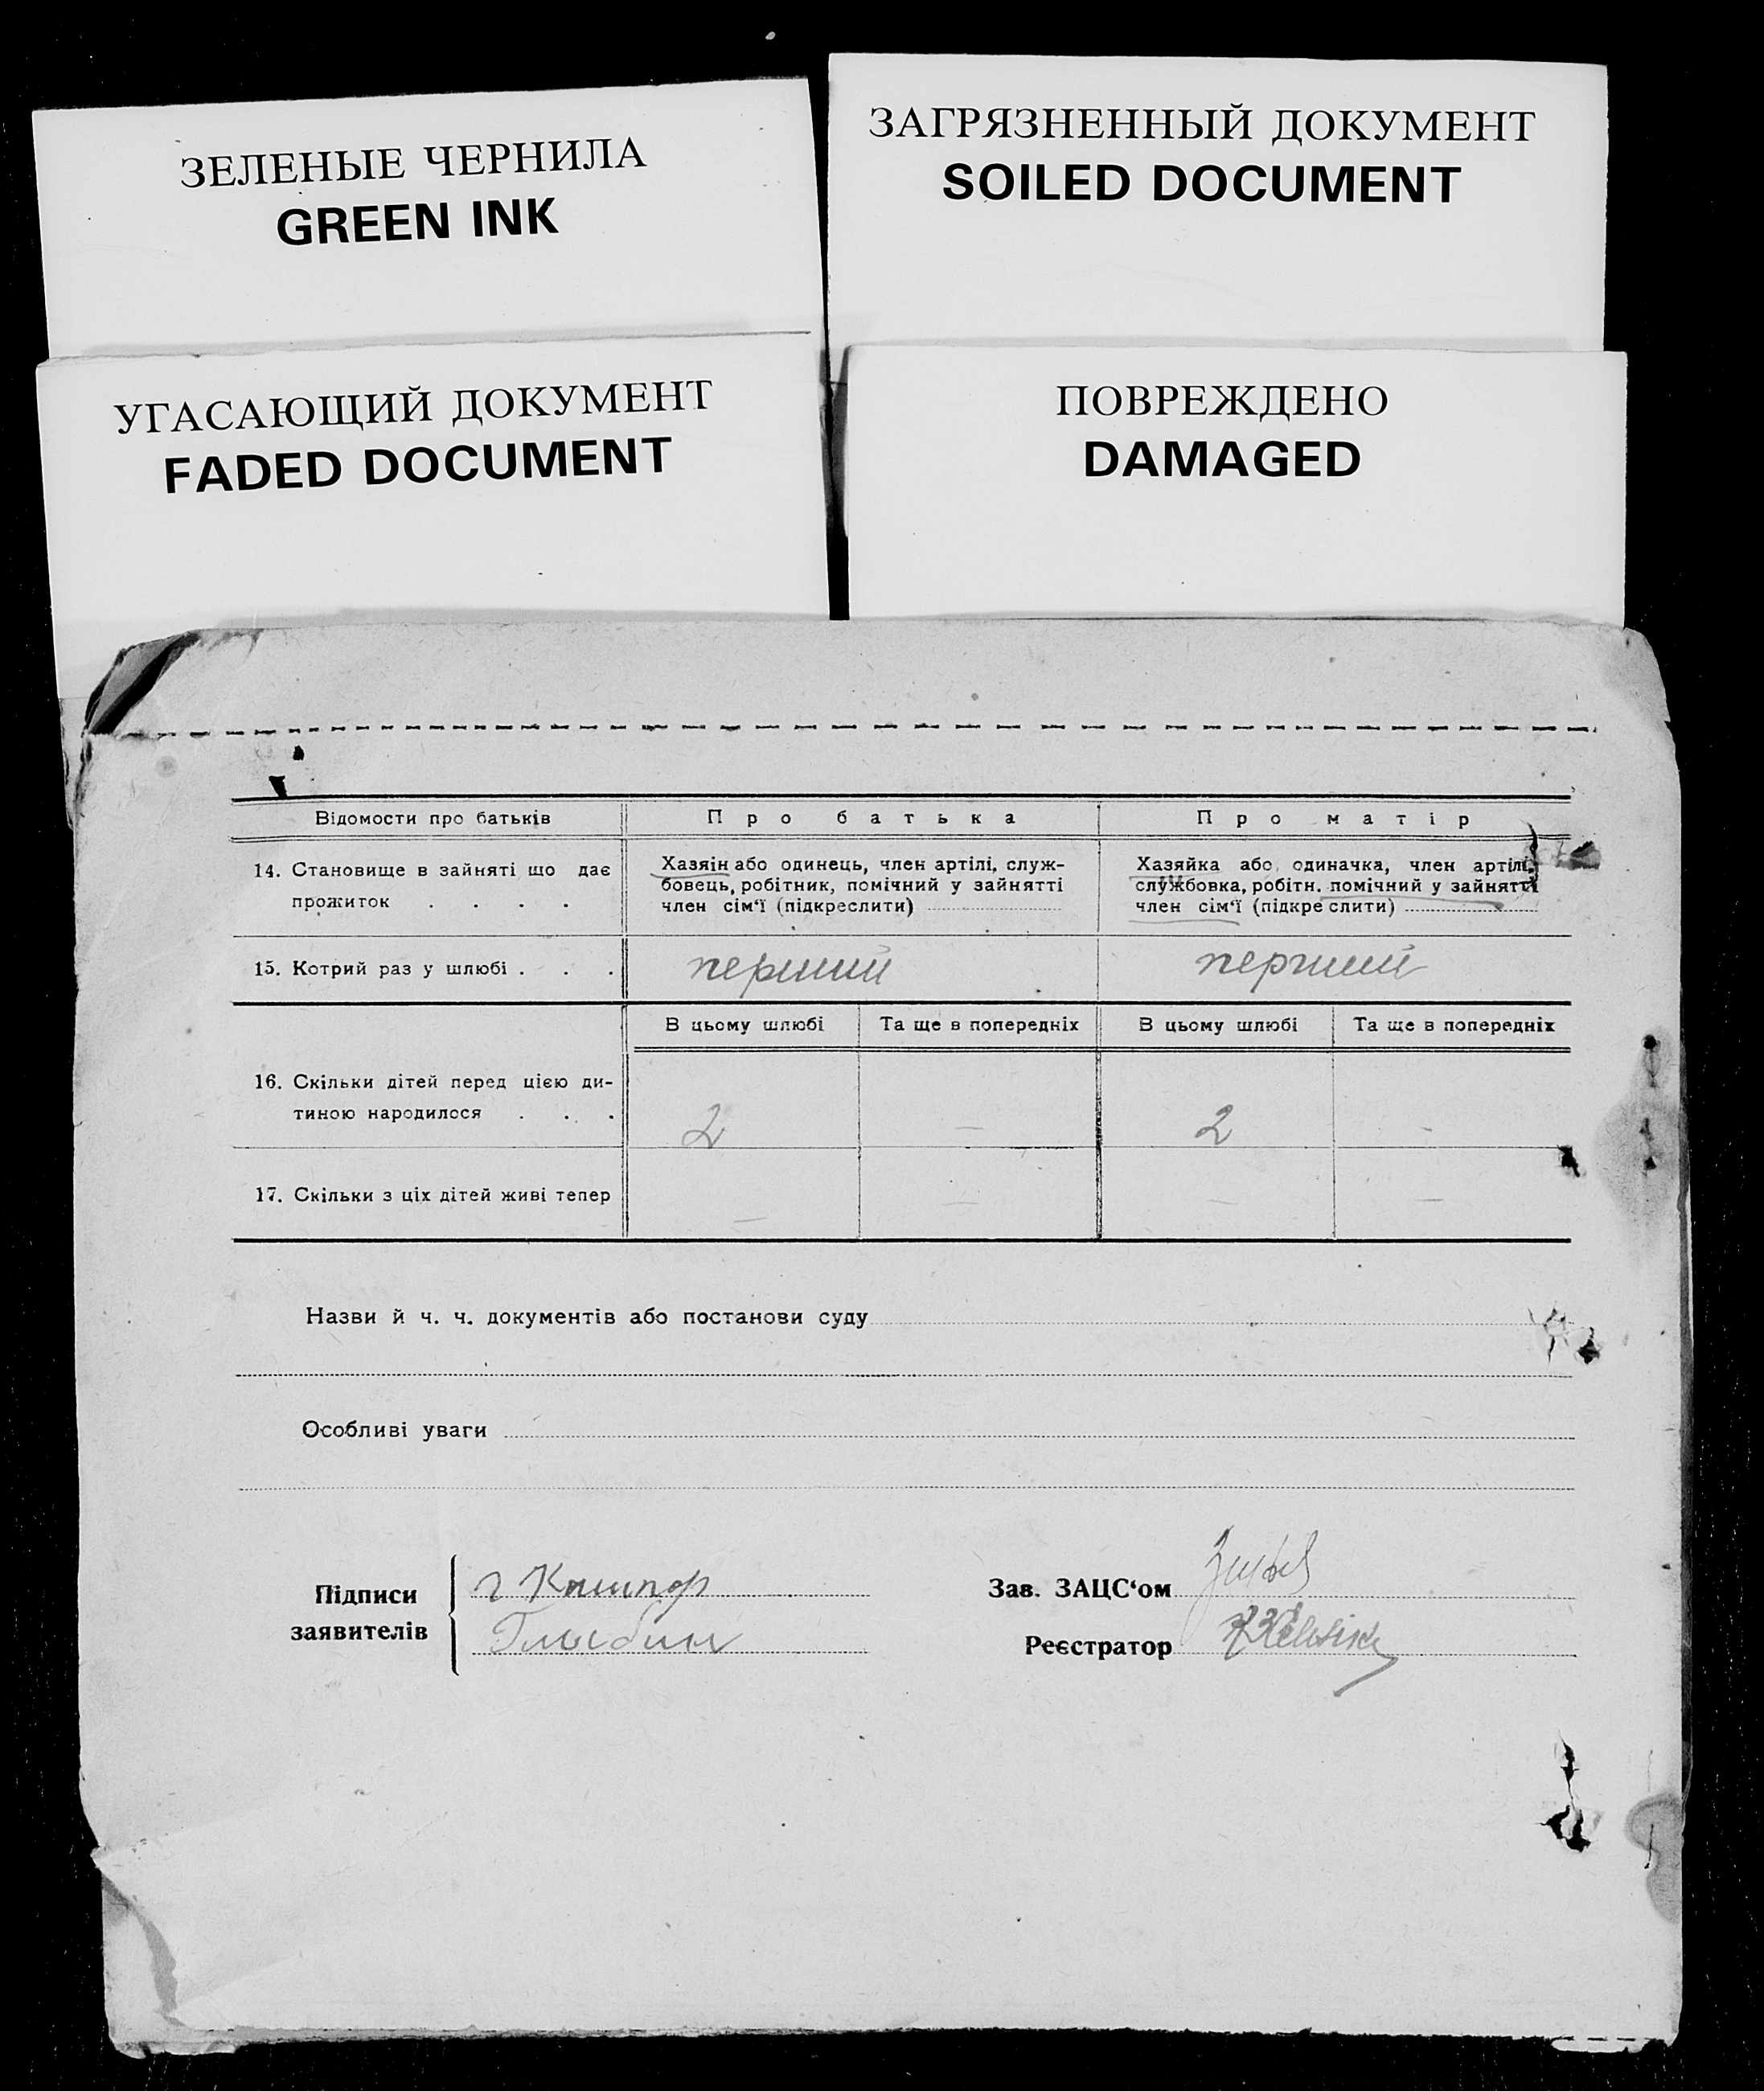 ЗЕЛЕНЫЕ ЧЕРНИЛА
GREEN INK
ЗАГРЯЗНЕННЫЙ ДОКУМЕНТ
SOILED DOCUMENT
УГАСАЮЩИЙ ДОКУМЕНТ
FADED DOCUMENT
ПОВРЕЖДЕНО
DAMAGED
Відомости про батьків
Про батька
Про матір
14. Становище в зайняті що дає
прожиток . . . .
Хазяін або одинець, член артілі, служ-
бовець, робітник, помічний у зайнятті
член сім'ї (підкреслити)
Хазяйка або одиначка, член артілі,
службовка, робітн. помічний у зайнятті
член сім'ї (підкреслити)
15. Котрий раз у шлюбі . . .
перший
перший
В цьому шлюбі
Та ще в попередніх
В цьому шлюбі
Та ще в попередніх
16. Скільки дітей перед цією ди-
тиною народилося . . .
2
—
2
-
17. Скільки з ціх дітей живі тепер
—
—
—
—
Назви й ч. ч. документів або постанови суду
Особливі уваги
Підписи
заявителів
Зав. ЗАЦС'ом
Реєстратор